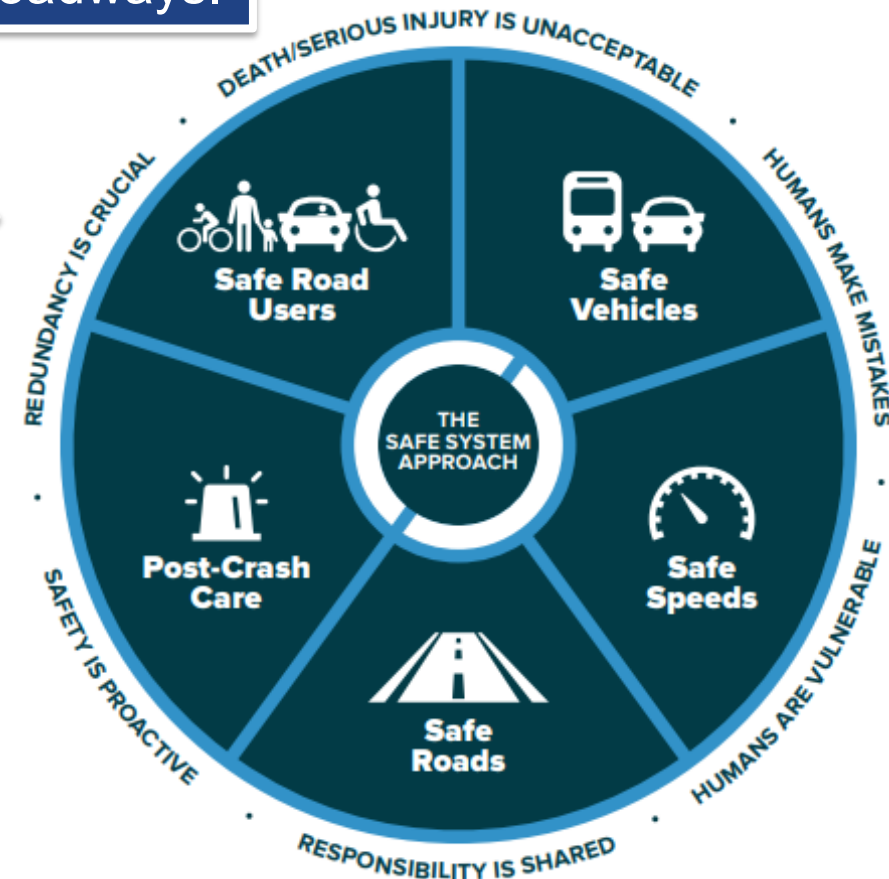 DEATH/SERIOUS INJURY IS UNACCEPTABLE
HUMANS MAKE MISTAKES
HUMANS ARE VULNERABLE
RESPONSIBILITY IS SHARED
SAFETY IS PROACTIVE
REDUNDANCY IS CRUCIAL
Safe Road
Users
Safe
Vehicles
THE
SAFE SYSTEM
APPROACH
Safe
Speeds
Safe
Roads
Post-Crash
Care